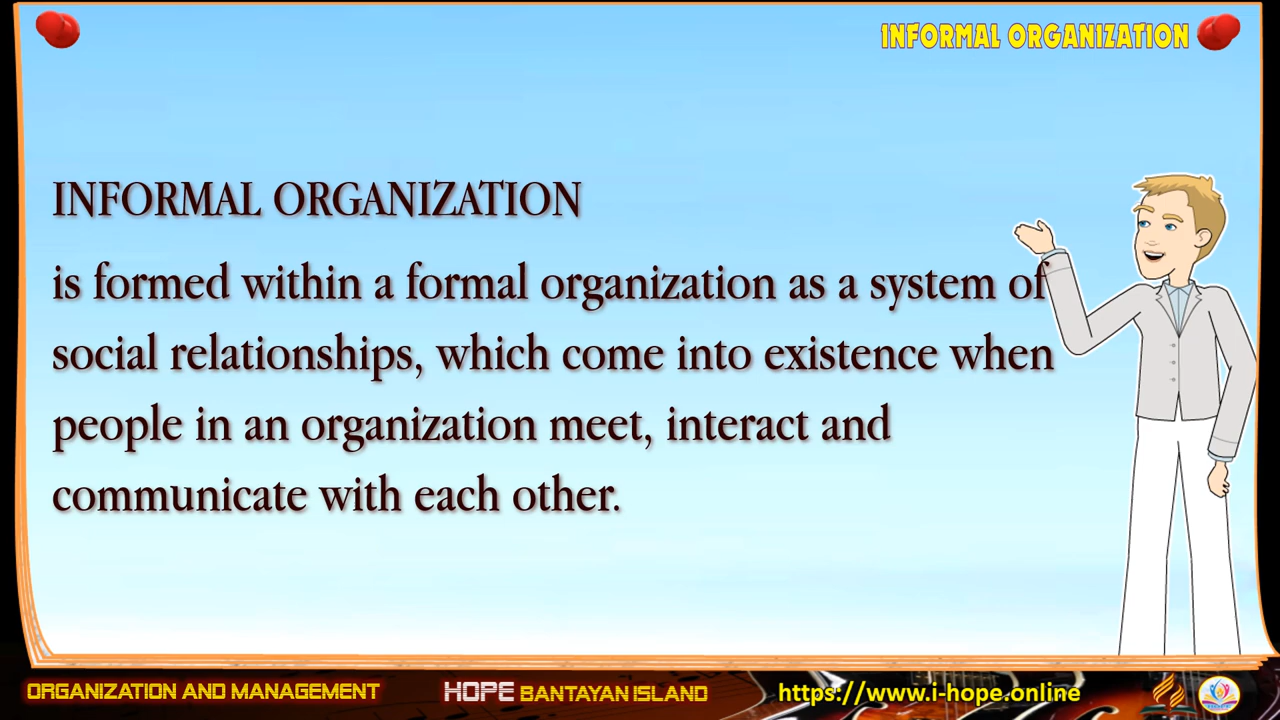 INFORMAL ORGANIZATION
INFORMAL ORGANIZATION
is formed within a formal organization as a system of
social relationships, which come into existence when
people in an organization meet, interact and
communicate with each other.
ORGANIZATION AND MANAGEMENT HOPE BANTAYAN ISLAND https://www.i-hope.online